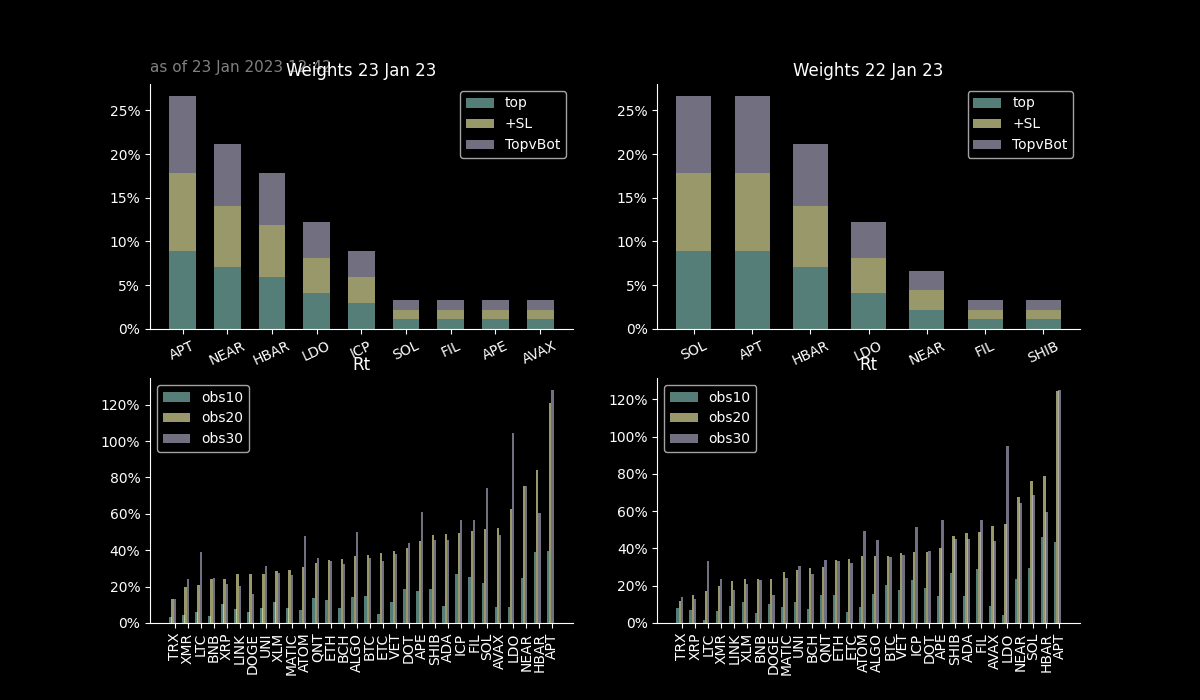 as of 23 Jan 2023
Weights 23 Jan 23
Weights 22 Jan 23
25%
20%
15%
10%
5%
0%
top
+SL
TopvBot
APT NEAR HBAR LDO ICP SOL FIL APE AVAX
25%
20%
15%
10%
5%
0%
top
+SL
TopvBot
SOL APT HBAR LDO NEAR FIL SHIB
Rt
120%
100%
80%
60%
40%
20%
0%
obs10
obs20
obs30
TRX XMR LTC BNB XRP LINK DOGE UNI XLM MATIC ATOM QNT ETH BCH ALGO BTC ETC VET DOT APE SHIB ADA ICP FIL SOL AVAX LDO NEAR HBAR APT
Rt
120%
100%
80%
60%
40%
20%
0%
obs10
obs20
obs30
TRX XRP LTC XMR LINK XLM BNB DOGE MATIC UNI BCH QNT ETH ETC ATOM ALGO BTC VET ICP DOT APE SHIB ADA FIL AVAX LDO NEAR SOL HBAR APT